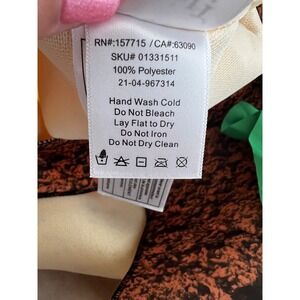 RN#:157715 / CA#:63090
SKU# 01331511
100% Polyester
21-04-967314
Hand Wash Cold
Do Not Bleach
Lay Flat to Dry
Do Not Iron
Do Not Dry Clean